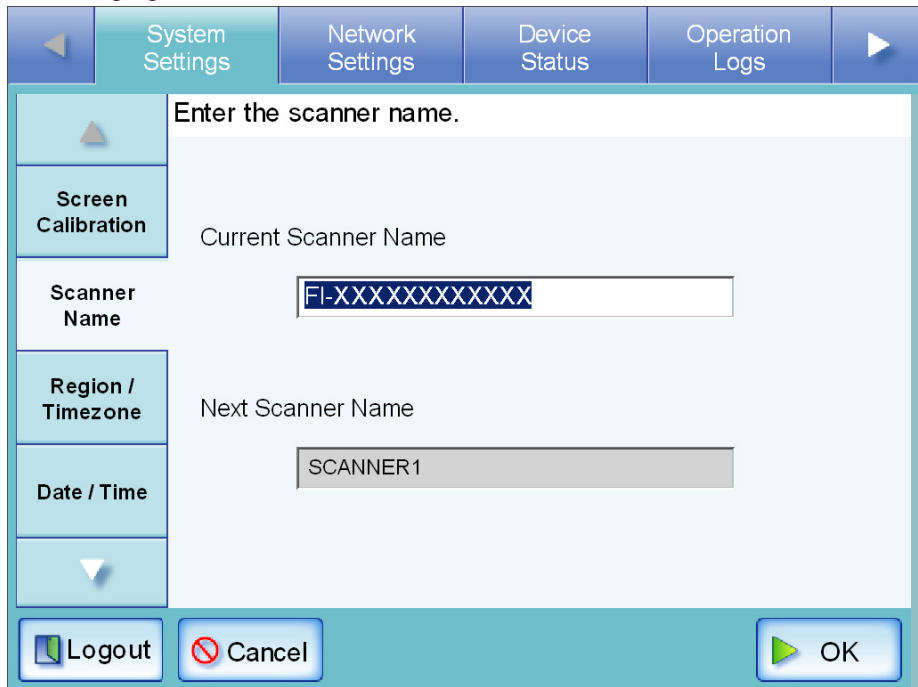 System
Settings
Network
Settings
Device
Status
Operation
Logs
Enter the scanner name.
Screen
Calibration
Scanner
Name
Region /
Timezone
Date / Time
Current Scanner Name
FI-XXXXXXXXXXXX
Next Scanner Name
SCANNER1
Logout
Cancel
OK